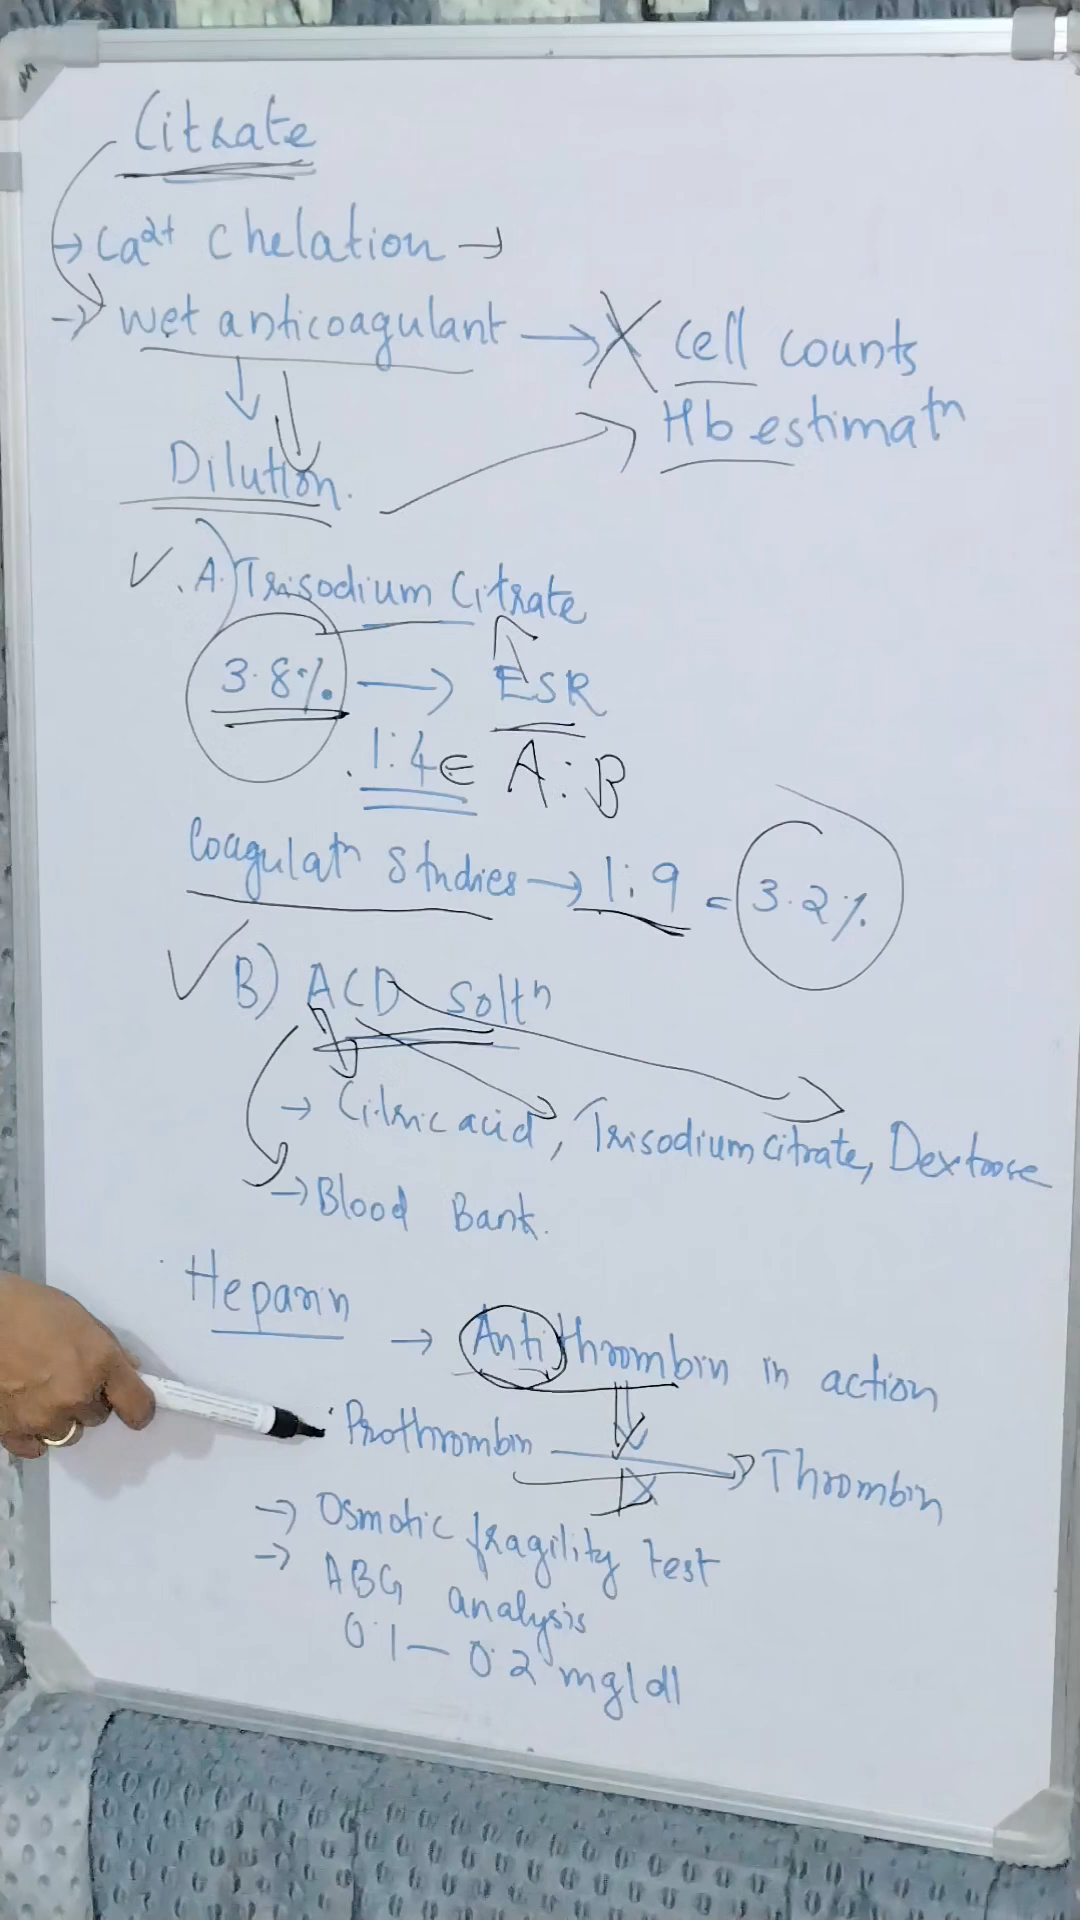 Citrate
→ Ca2+ chelation →
→ wet anticoagulant → X cell counts
Hb estimatn
Dilution.
✓. A. Trisodium Citrate
3.8% → ESR
1:4 ∈ A:B
Coagulatn Studies → 1:9 = 3.2%
✓ B) ACD soltn
→ Citric acid, Trisodium citrate, Dextrose
→ Blood Bank.
Heparin
→ Antithrombin in action
Prothrombin → Thrombin
→ Osmotic fragility test
→ ABG analysis
0.1 – 0.2 mg/dl